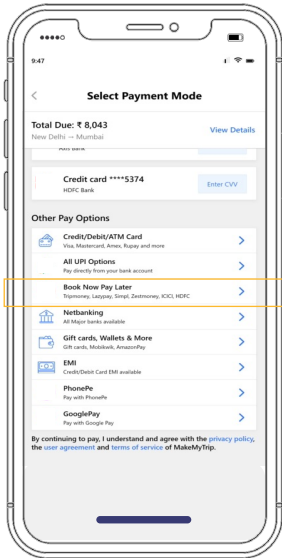 9:47
Select Payment Mode
Total Due: ₹ 8,043
New Delhi → Mumbai
View Details
Bank
Credit card ****5374
HDFC Bank
Enter CVV
Other Pay Options
Credit/Debit/ATM Card
Visa, Mastercard, Amex, Rupay and more
All UPI Options
Pay directly from your bank account
Book Now Pay Later
Tripmoney, Lazypay, Simpl, Zestmoney, ICICI, HDFC
Netbanking
All Major banks available
Gift cards, Wallets & More
Gift cards, Mobikwik, AmazonPay
EMI
Credit/Debit Card EMI available
PhonePe
Pay with PhonePe
GooglePay
Pay with Google Pay
By continuing to pay, I understand and agree with the privacy policy,
the user agreement and terms of service of MakeMyTrip.